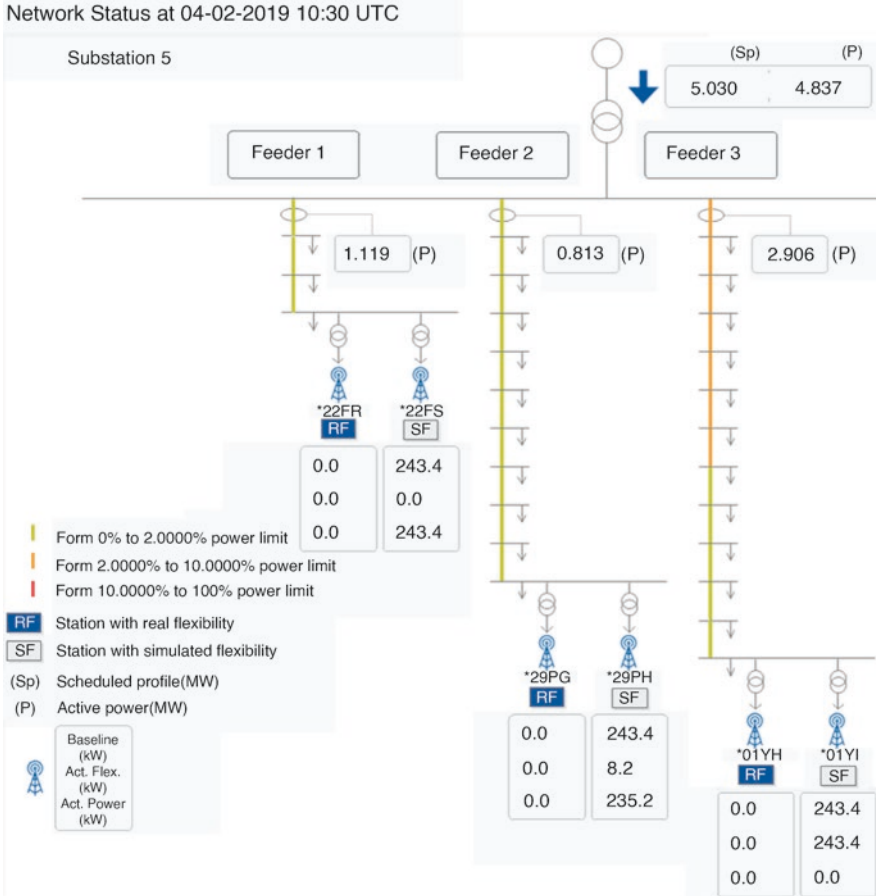 Network Status at 04-02-2019 10:30 UTC
Substation 5
(Sp) (P)
5.030 4.837
Feeder 1 Feeder 2 Feeder 3
1.119 (P) 0.813 (P) 2.906 (P)
*22FR *22FS
RF SF
0.0 243.4
0.0 0.0
0.0 243.4
Form 0% to 2.0000% power limit
Form 2.0000% to 10.0000% power limit
Form 10.0000% to 100% power limit
RF Station with real flexibility
SF Station with simulated flexibility
(Sp) Scheduled profile(MW)
(P) Active power(MW)
Baseline
(kW)
Act. Flex.
(kW)
Act. Power
(kW)
*29PG *29PH
RF SF
0.0 243.4
0.0 8.2
0.0 235.2
*01YH *01YI
RF SF
0.0 243.4
0.0 243.4
0.0 0.0